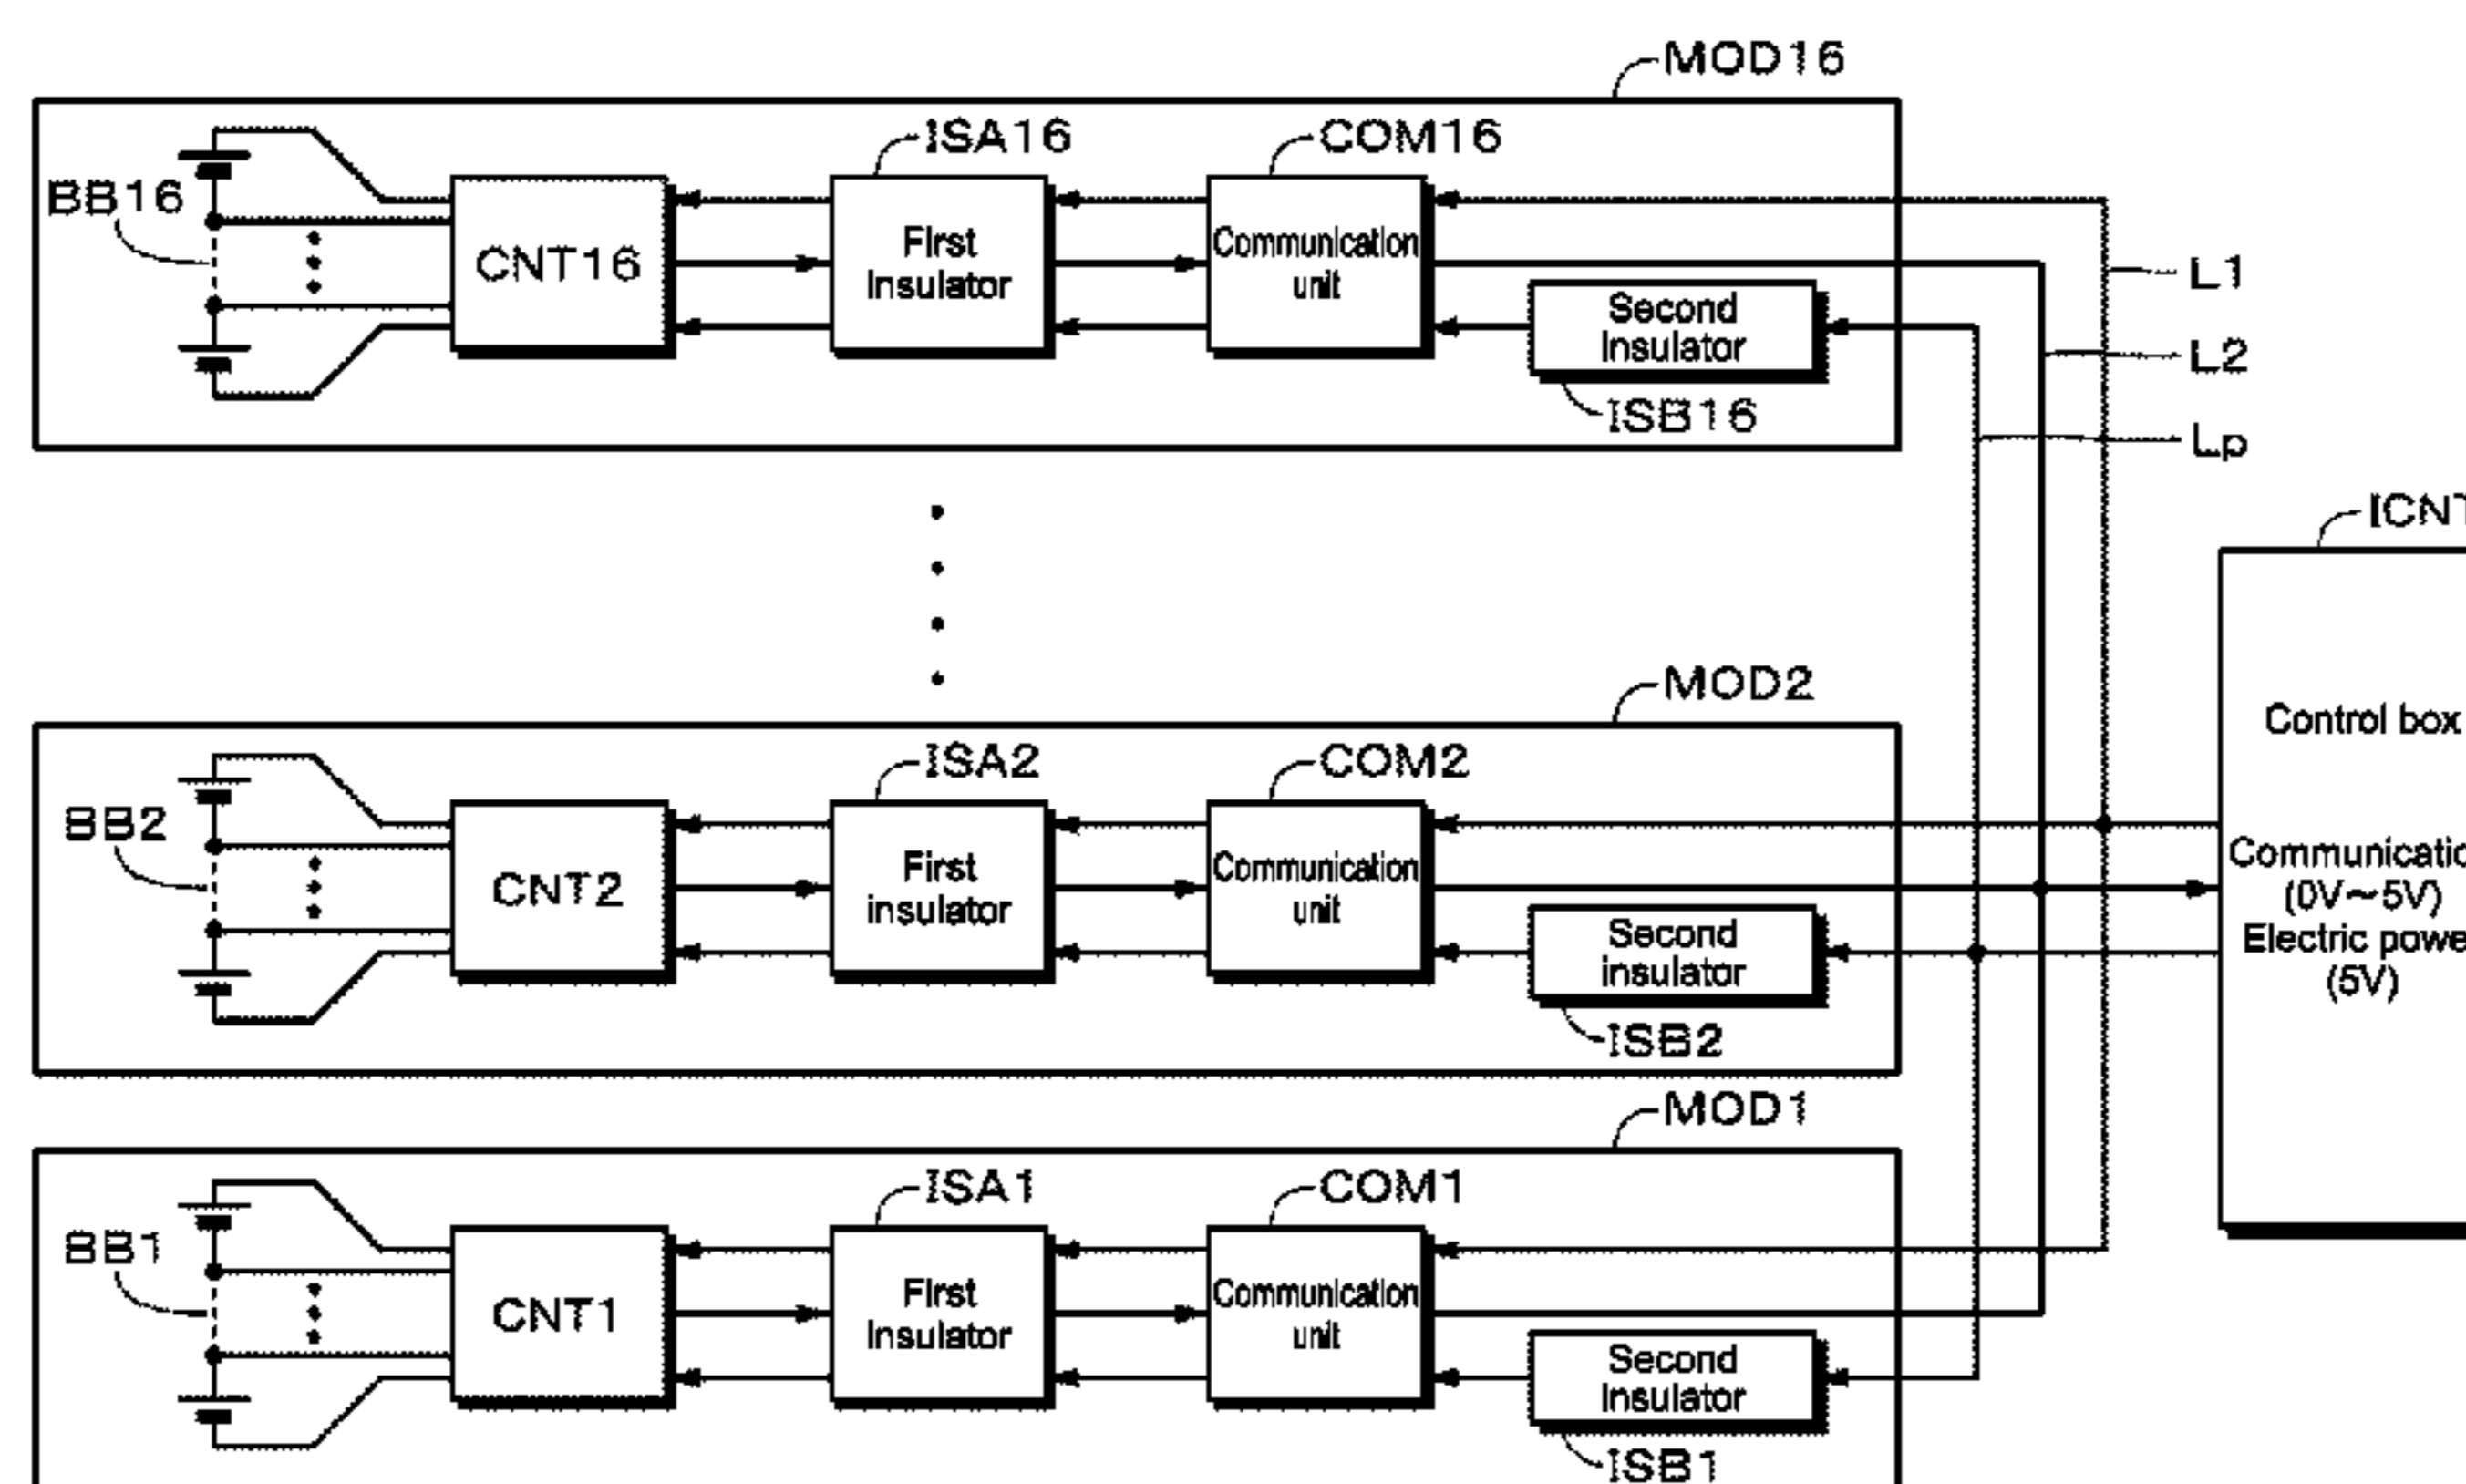 MOD16
ISA16
COM16
BB16
CNT16
First
Insulator
Communication
unit
Second
Insulator
ISB16
L1
L2
Lp
ICNT
MOD2
ISA2
COM2
BB2
CNT2
First
insulator
Communication
unit
Second
insulator
ISB2
Control box
(0V~5V)
Electric
(5V)
MOD1
ISA1
COM1
BB1
CNT1
First
Insulator
Communication
unit
Second
Insulator
ISB1